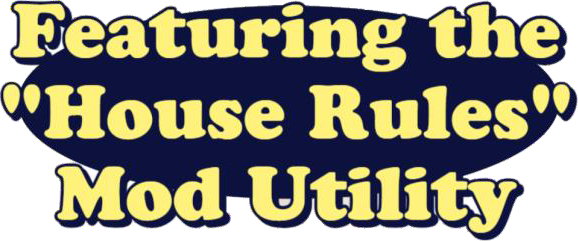 Featuring the
"House Rules"
Mod Utility